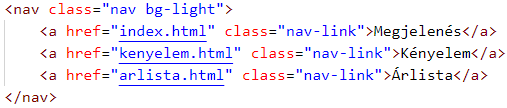 <nav class="nav bg-light">
<a href="index.html" class="nav-link">Megjelenés</a>
<a href="kenyelem.html" class="nav-link">Kényelem</a>
<a href="arlista.html" class="nav-link">Árlista</a>
</nav>